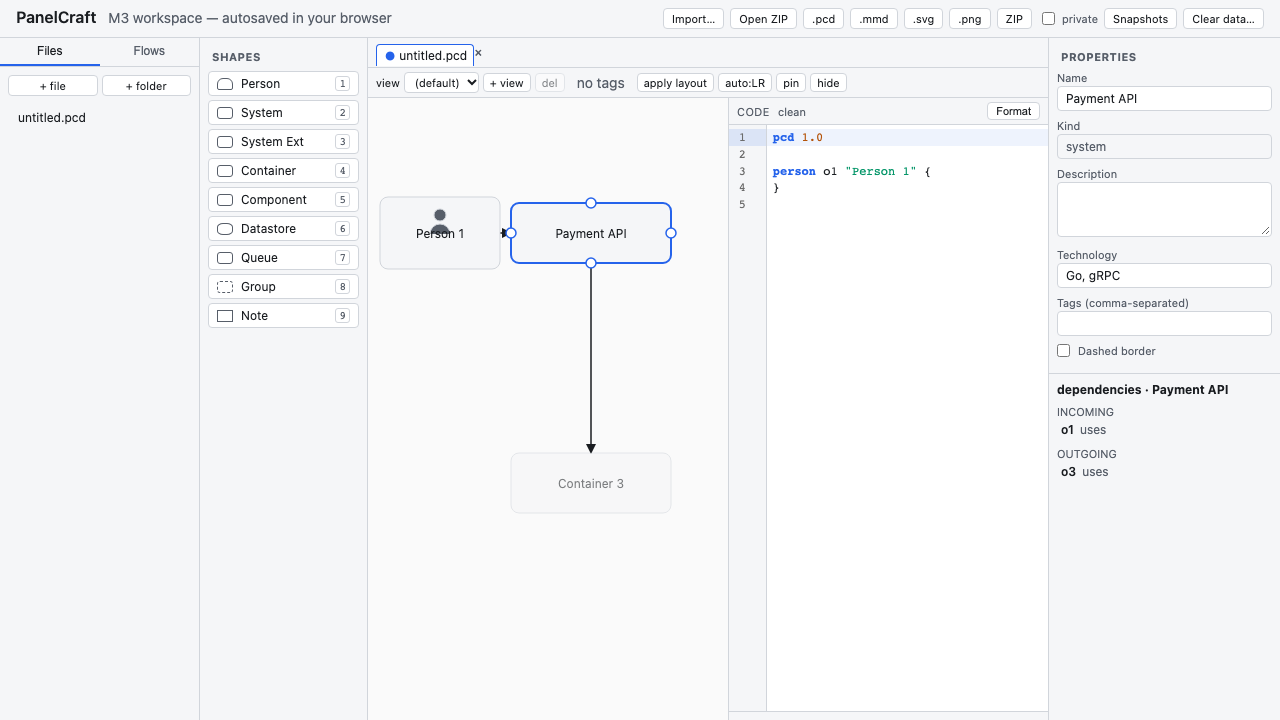 PanelCraft M3 workspace — autosaved in your browser Import... Open ZIP .pcd .mmd .svg .png ZIP private Snapshots Clear data...
Files Flows
+ file + folder
untitled.pcd
SHAPES
Person 1
System 2
System Ext 3
Container 4
Component 5
Datastore 6
Queue 7
Group 8
Note 9
untitled.pcd ×
view (default) + view del no tags apply layout auto:LR pin hide
Person 1
Payment API
Container 3
CODE clean Format
1 pcd 1.0
2
3 person o1 "Person 1" {
4 }
5
PROPERTIES
Name
Payment API
Kind
system
Description
Technology
Go, gRPC
Tags (comma-separated)
Dashed border
dependencies · Payment API
INCOMING
o1 uses
OUTGOING
o3 uses